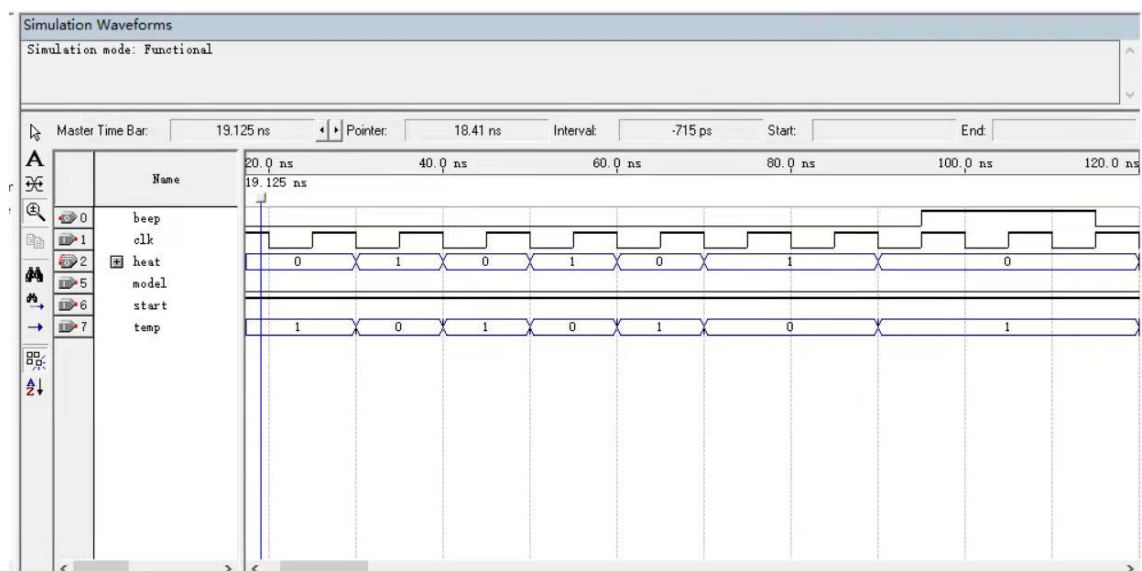 Simulation Waveforms
Simulation mode: Functional
Master Time Bar: 19.125 ns Pointer: 18.41 ns Interval: -715 ps Start: End:
Name 20.0 ns 40.0 ns 60.0 ns 80.0 ns 100.0 ns 120.0 ns
19.125 ns
0 beep
1 clk
2 heat 0 1 0 1 0 1 0
5 model
6 start
7 temp 1 0 1 0 1 0 1